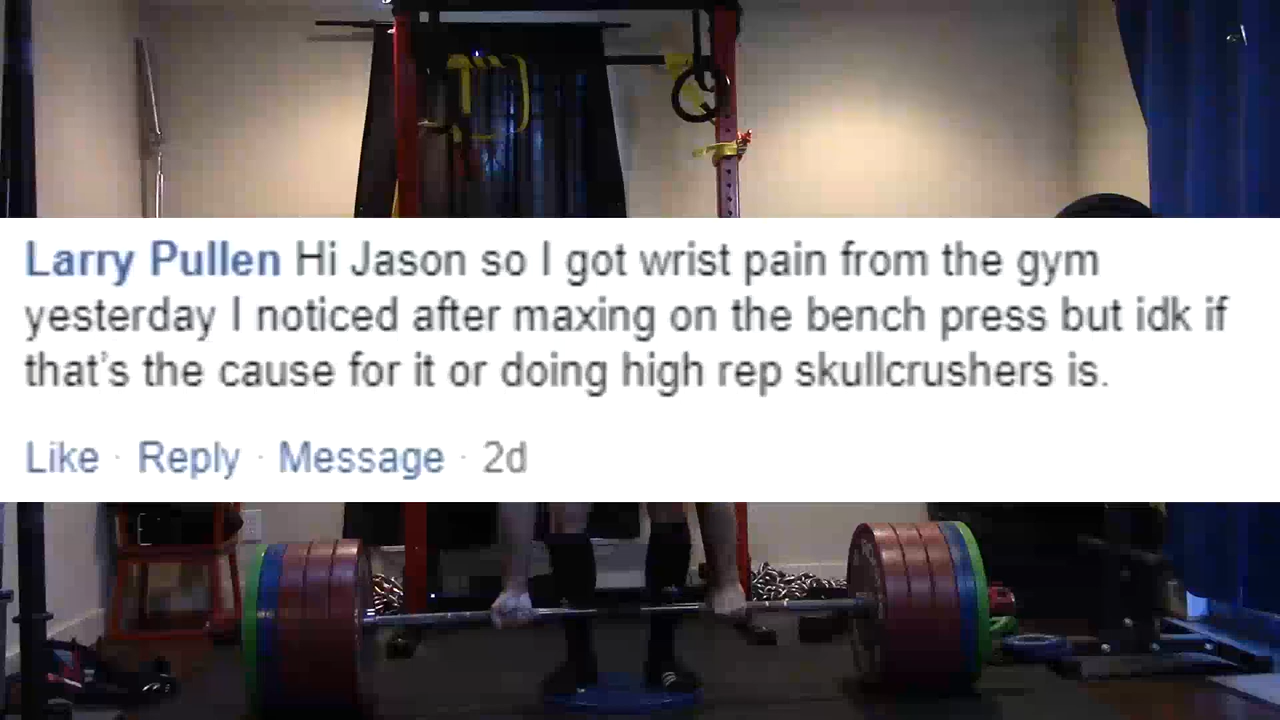 Larry Pullen Hi Jason so I got wrist pain from the gym
yesterday I noticed after maxing on the bench press but idk if
that's the cause for it or doing high rep skullcrushers is.
Like · Reply · Message · 2d